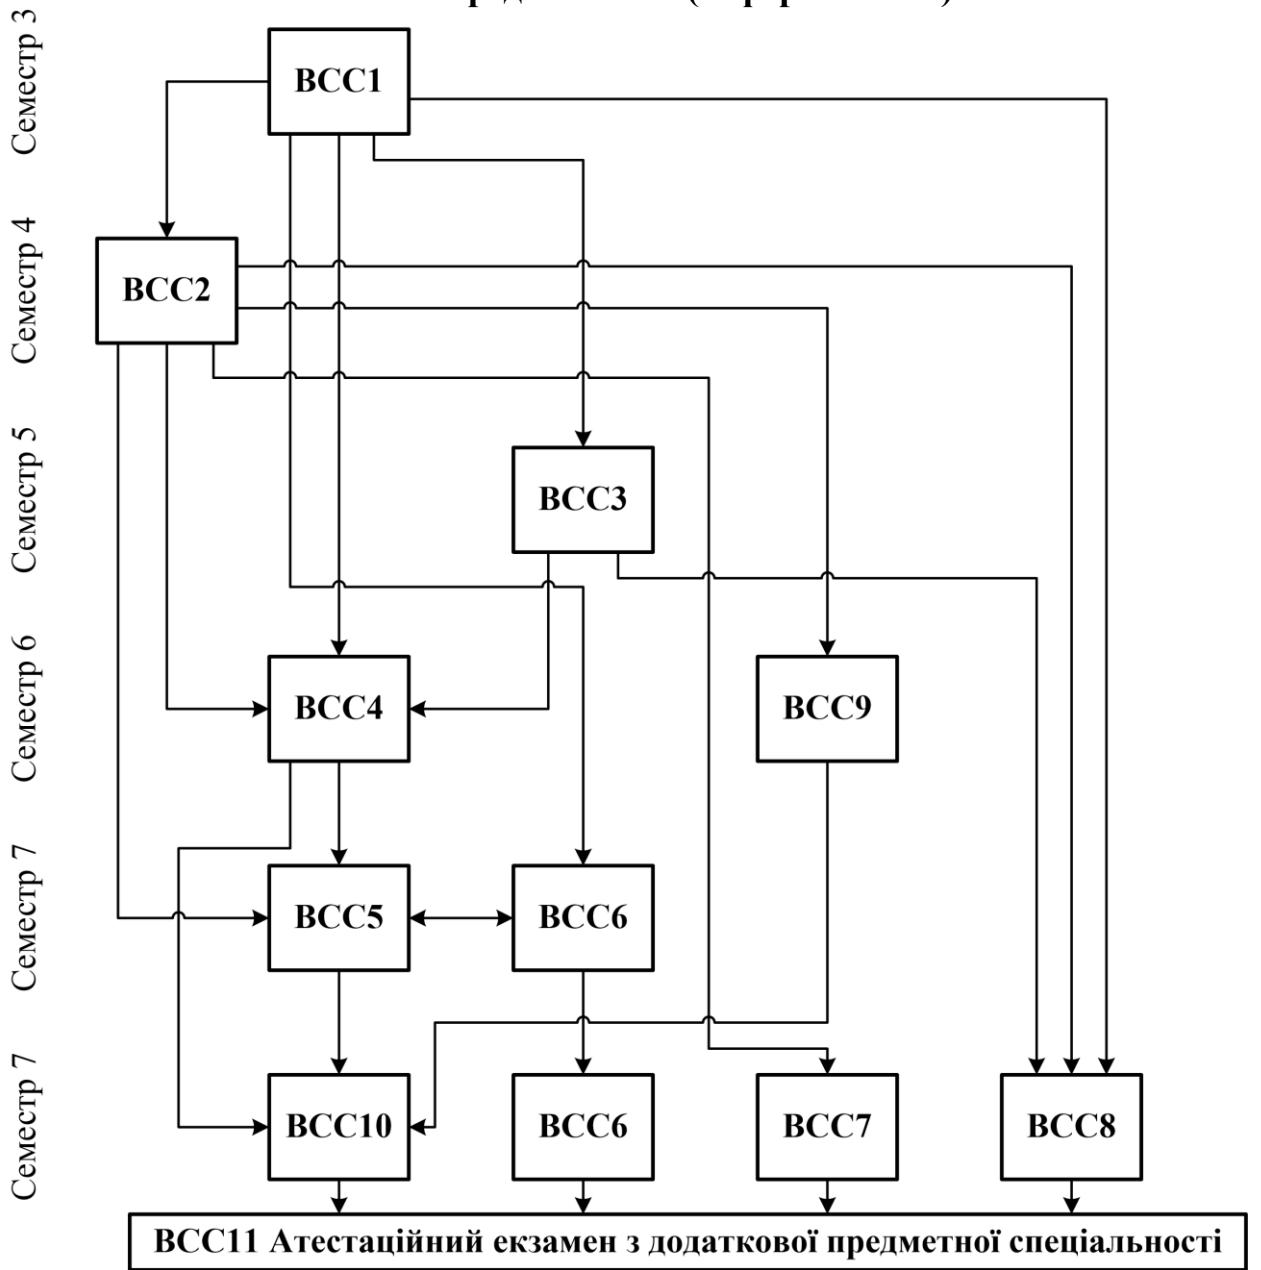 Семестр 3
ВСС1
Семестр 4
ВСС2
Семестр 5
ВСС3
Семестр 6
ВСС4
ВСС9
Семестр 7
ВСС5
ВСС6
Семестр 7
ВСС10
ВСС6
ВСС7
ВСС8
ВСС11 Атестаційний екзамен з додаткової предметної спеціальності